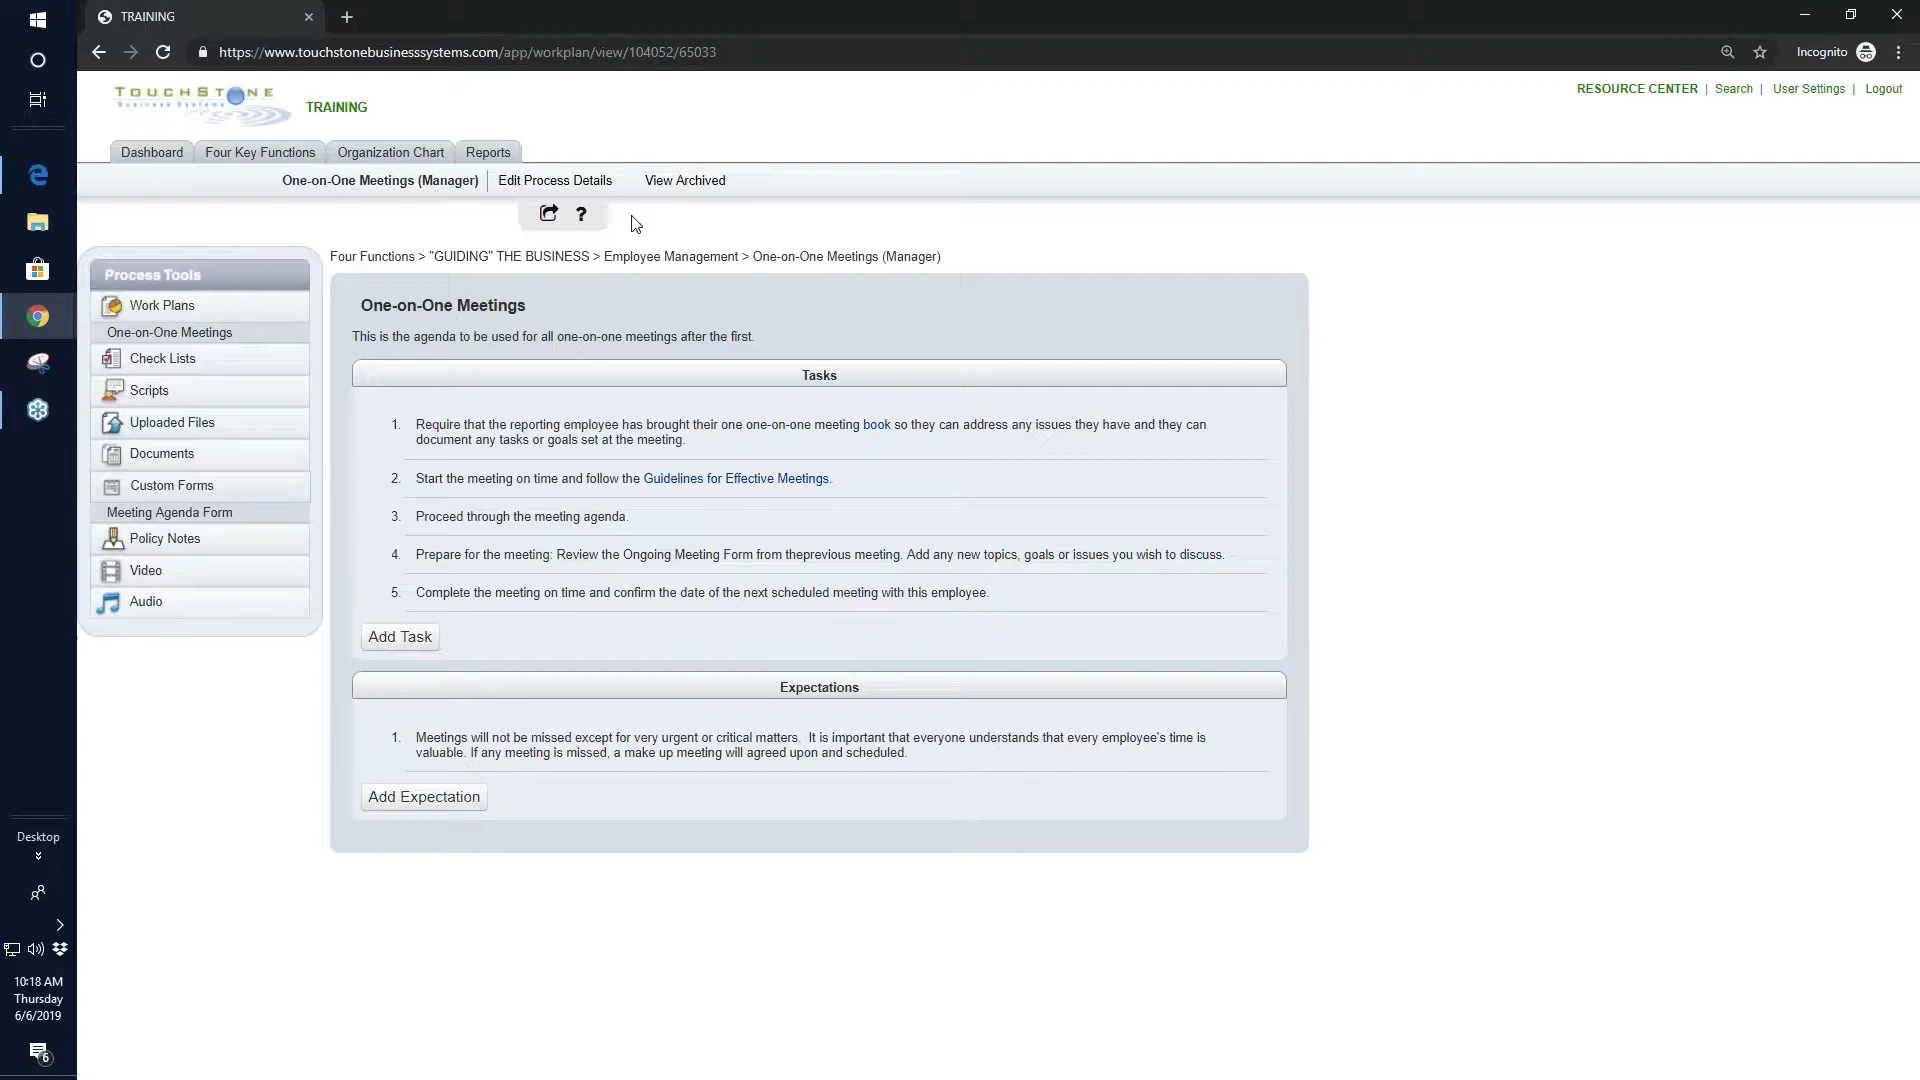 TRAINING
https://www.touchstonebusinesssystems.com/app/workplan/view/104052/65033
Incognito
TOUCHSTONE
Business Systems
TRAINING
RESOURCE CENTER | Search | User Settings | Logout
Dashboard Four Key Functions Organization Chart Reports
One-on-One Meetings (Manager) Edit Process Details View Archived
?
Four Functions > "GUIDING" THE BUSINESS > Employee Management > One-on-One Meetings (Manager)
Process Tools
Work Plans
One-on-One Meetings
Check Lists
Scripts
Uploaded Files
Documents
Custom Forms
Meeting Agenda Form
Policy Notes
Video
Audio
One-on-One Meetings
This is the agenda to be used for all one-on-one meetings after the first.
Tasks
1. Require that the reporting employee has brought their one one-on-one meeting book so they can address any issues they have and they can
document any tasks or goals set at the meeting.
2. Start the meeting on time and follow the Guidelines for Effective Meetings.
3. Proceed through the meeting agenda.
4. Prepare for the meeting: Review the Ongoing Meeting Form from theprevious meeting. Add any new topics, goals or issues you wish to discuss.
5. Complete the meeting on time and confirm the date of the next scheduled meeting with this employee.
Add Task
Expectations
1. Meetings will not be missed except for very urgent or critical matters. It is important that everyone understands that every employee's time is
valuable. If any meeting is missed, a make up meeting will agreed upon and scheduled.
Add Expectation
Desktop
10:18 AM
Thursday
6/6/2019
6